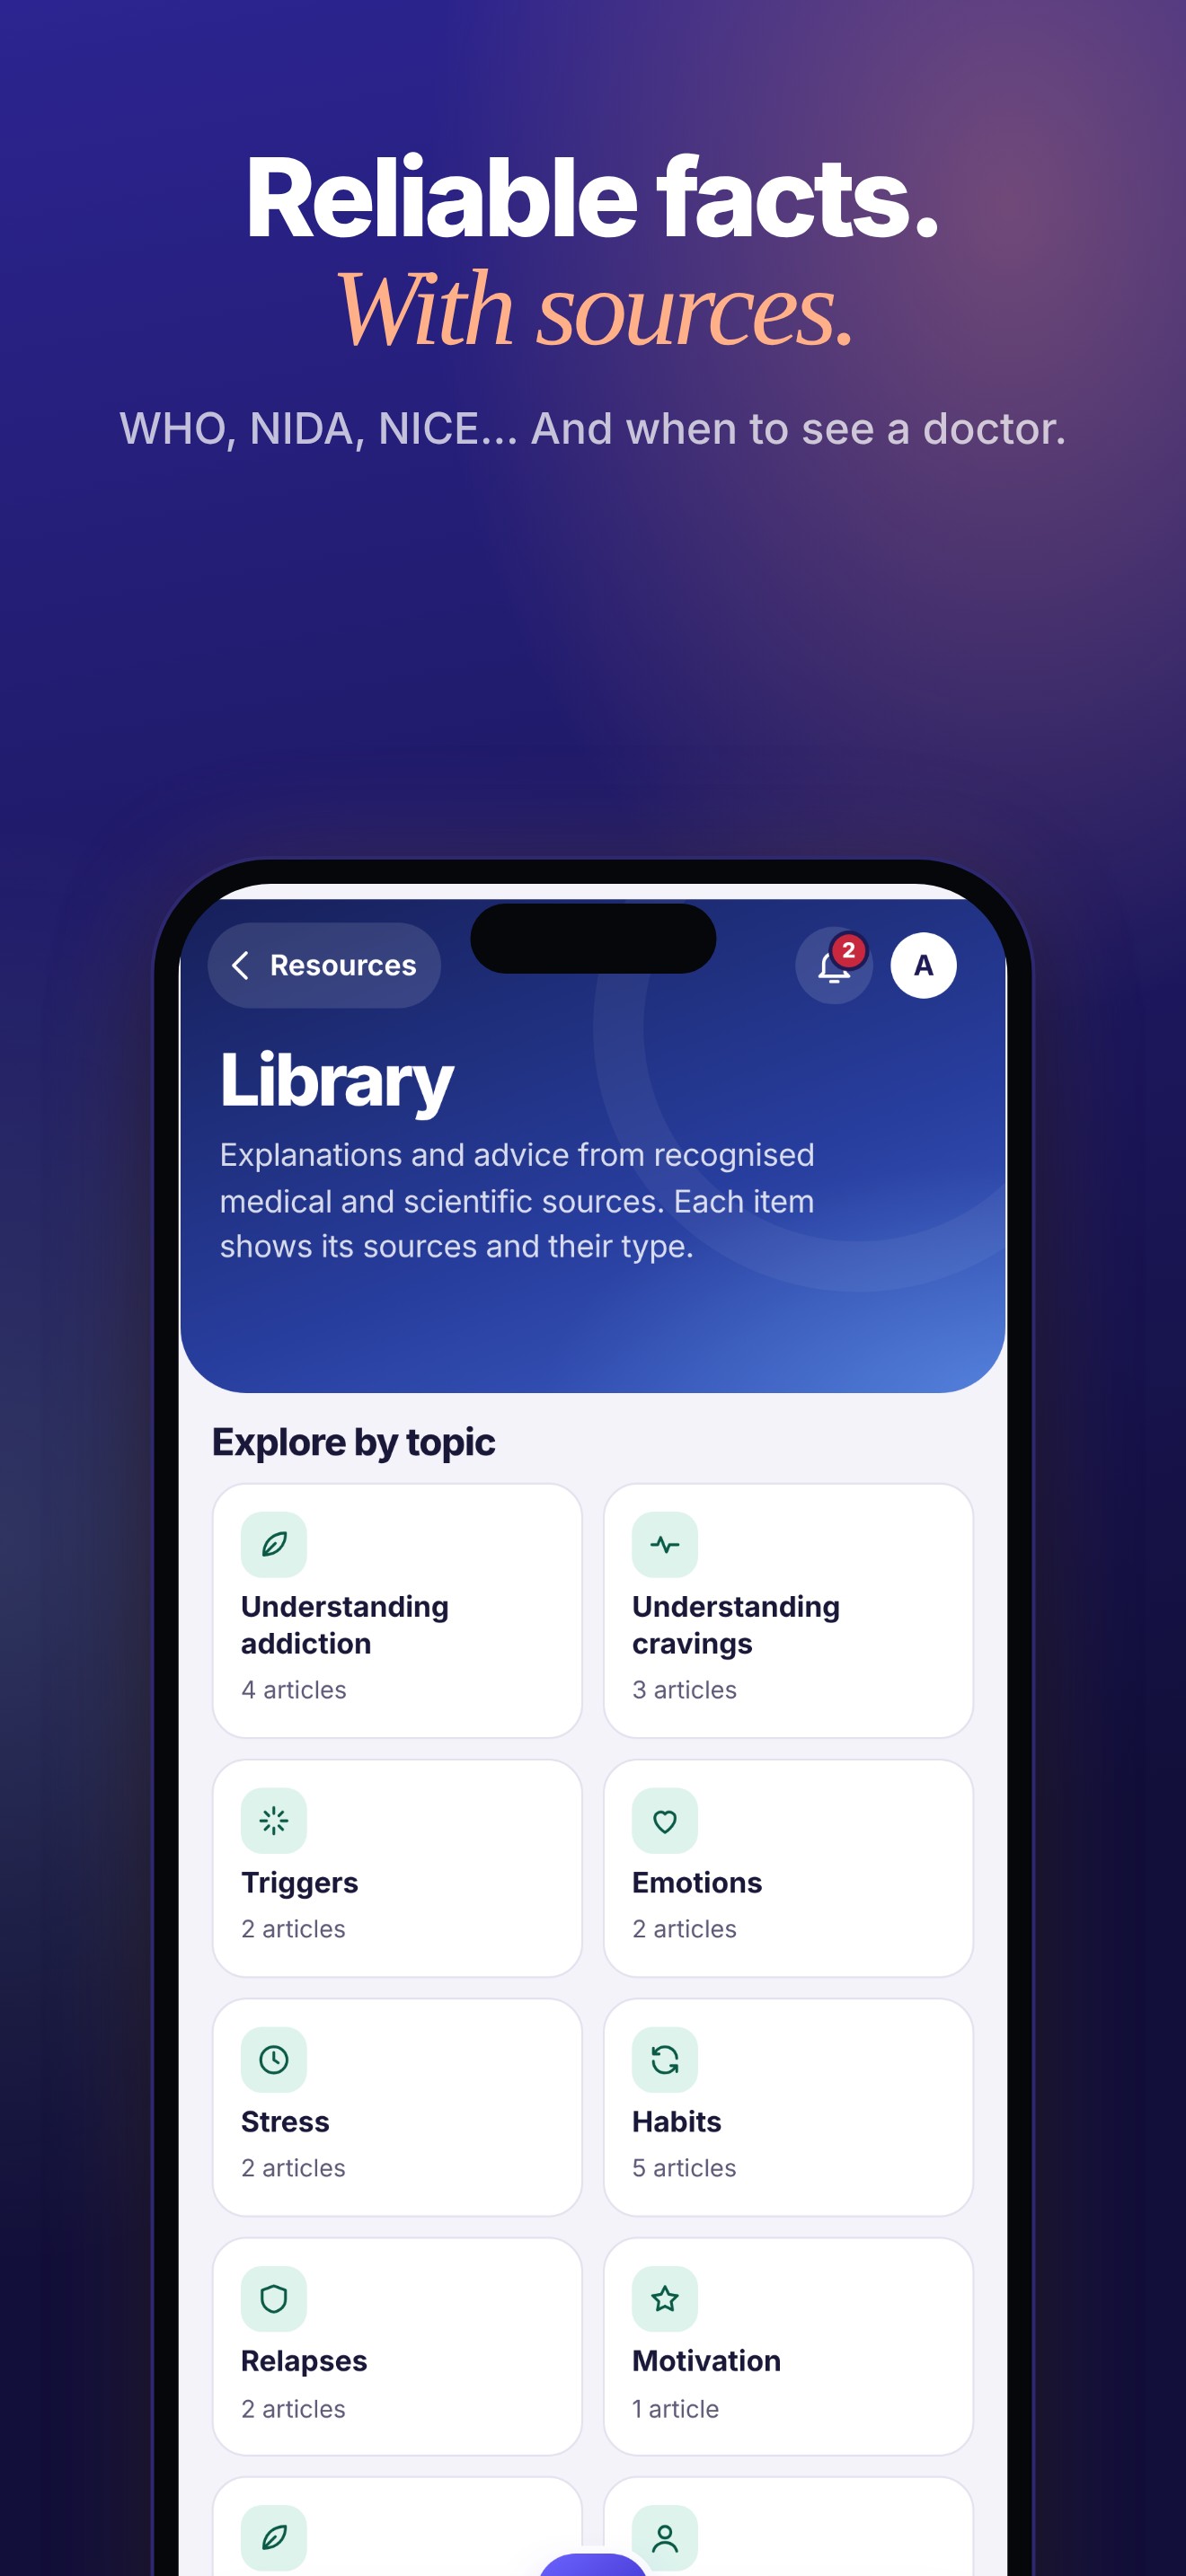 Reliable facts.
With sources.
WHO, NIDA, NICE... And when to see a doctor.
Resources
2
A
Library
Explanations and advice from recognised
medical and scientific sources. Each item
shows its sources and their type.
Explore by topic
Understanding
addiction
4 articles
Understanding
cravings
3 articles
Triggers
2 articles
Emotions
2 articles
Stress
2 articles
Habits
5 articles
Relapses
2 articles
Motivation
1 article